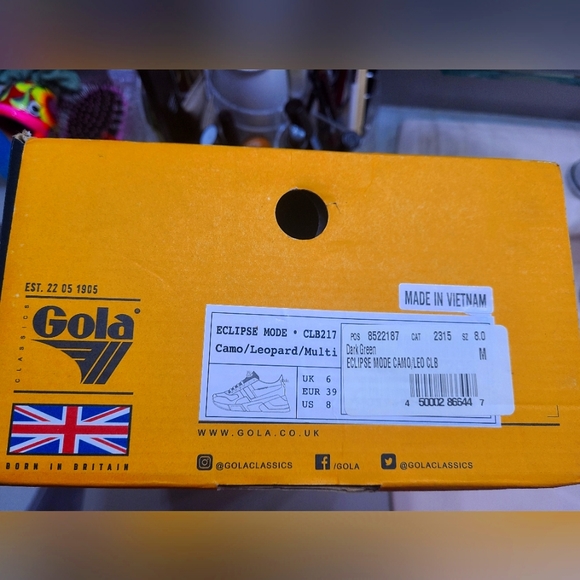 EST. 22 05 1905
Gola
CLASSICS
BORN IN BRITAIN
MADE IN VIETNAM
ECLIPSE MODE • CLB217
Camo/Leopard/Multi
UK 6
EUR 39
US 8
POS 8522187 CAT 2315 SZ 8.0
Dark Green M
ECLIPSE MODE CAMO/LEO CLB
4 50002 86644 7
WWW.GOLA.CO.UK
@GOLACLASSICS /GOLA @GOLACLASSICS